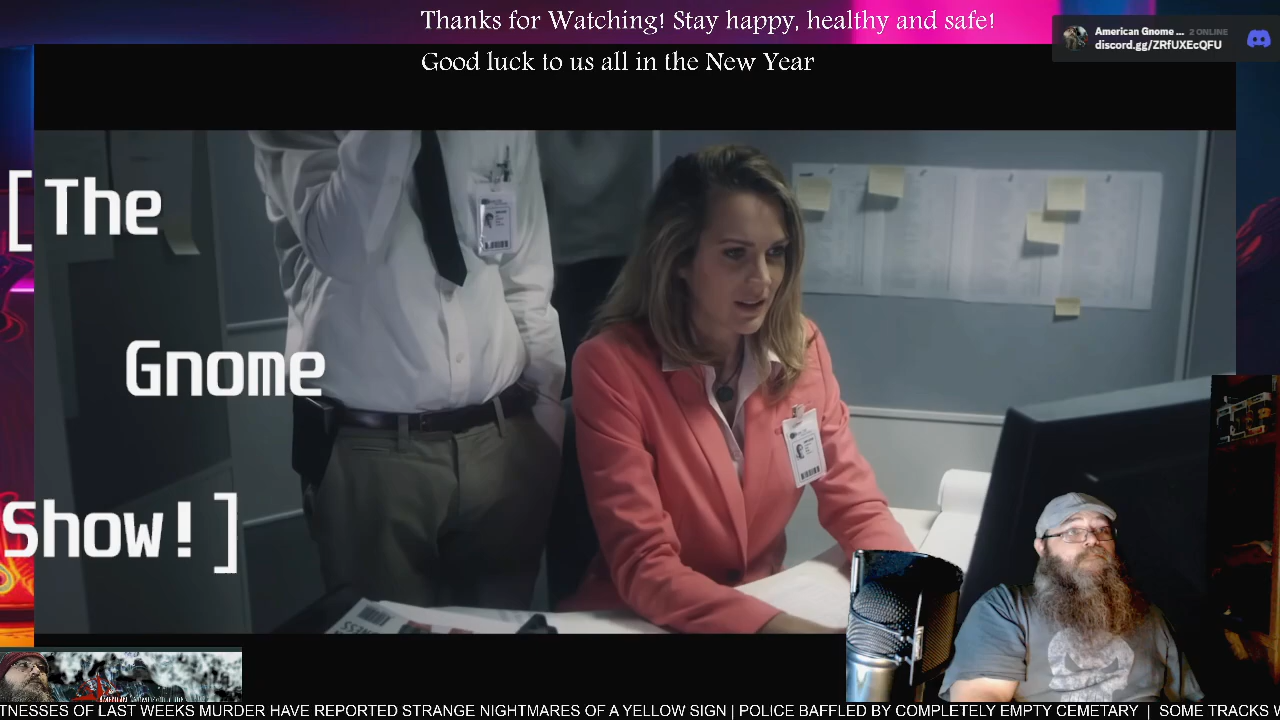 Thanks for Watching! Stay happy, healthy and safe!
Good luck to us all in the New Year
American Gnome ... 2 ONLINE
discord.gg/ZRfUXEcQFU
[The
Gnome
Show!]
TNESSES OF LAST WEEKS MURDER HAVE REPORTED STRANGE NIGHTMARES OF A YELLOW SIGN | POLICE BAFFLED BY COMPLETELY EMPTY CEMETARY | SOME TRACKS W